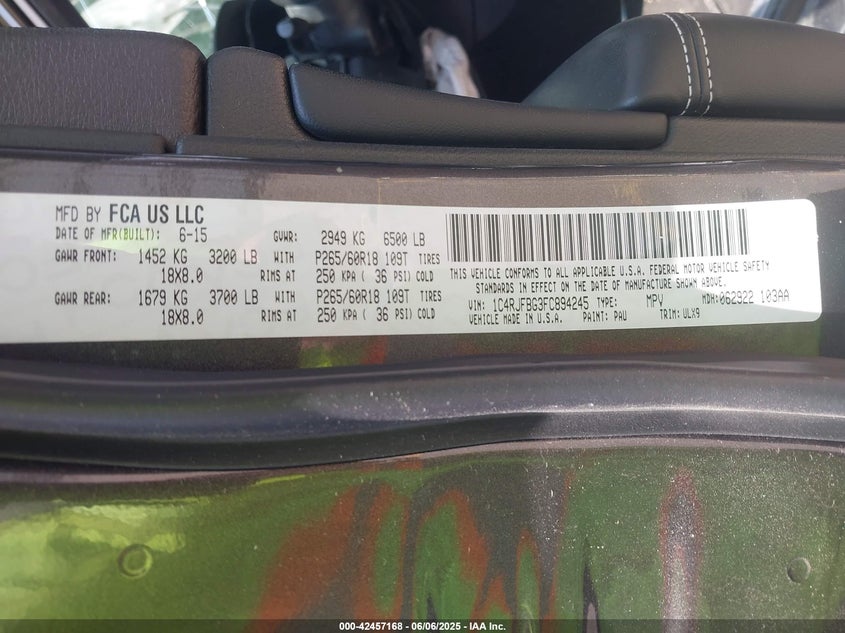 MFD BY FCA US LLC
DATE OF MFR(BUILT): 6-15 GVWR: 2949 KG 6500 LB
GAWR FRONT: 1452 KG 3200 LB WITH P265/60R18 109T TIRES
18X8.0 RIMS AT 250 KPA ( 36 PSI) COLD
GAWR REAR: 1679 KG 3700 LB WITH P265/60R18 109T TIRES
18X8.0 RIMS AT 250 KPA ( 36 PSI) COLD
THIS VEHICLE CONFORMS TO ALL APPLICABLE U.S.A. FEDERAL MOTOR VEHICLE SAFETY
STANDARDS IN EFFECT ON THE DATE OF MANUFACTURE SHOWN ABOVE.
VIN: 1C4RJFBG3FC894245 TYPE: MPV MDH:062922 103AA
VEHICLE MADE IN U.S.A. PAINT: PAU TRIM: ULX9
000-42457168 - 06/06/2025 - IAA Inc.